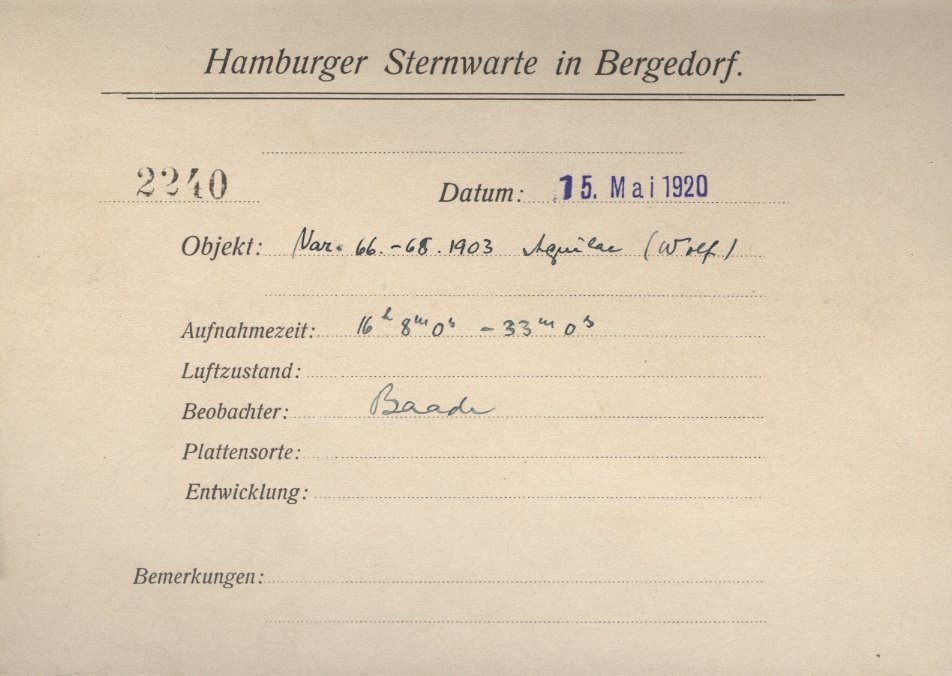 Hamburger Sternwarte in Bergedorf.
2240 Datum: 15. Mai 1920
Objekt: Var. 66.-68.1903 Aquilae (Wolf)
Aufnahmezeit: 16h 8m 0s - 33m 0s
Luftzustand:
Beobachter: Baade
Plattensorte:
Entwicklung:
Bemerkungen: